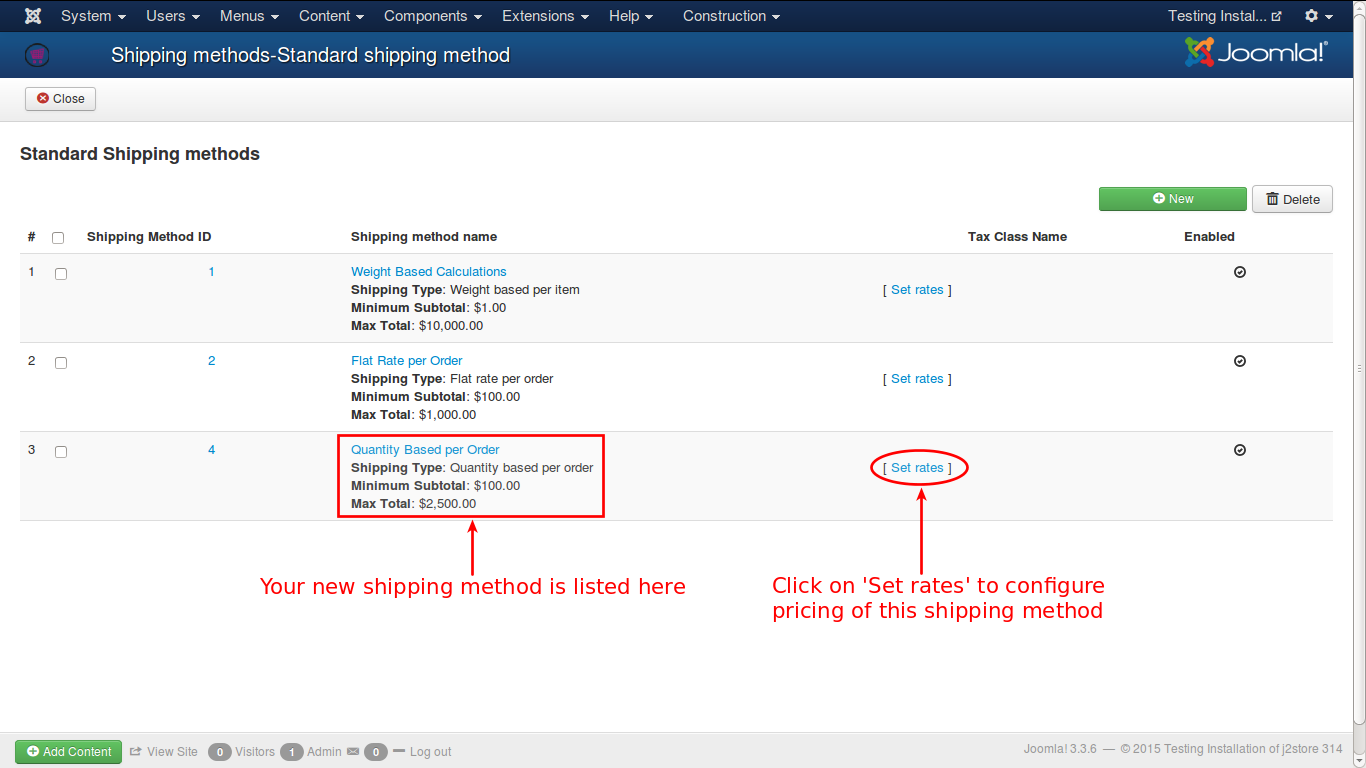 System Users Menus Content Components Extensions Help Construction Testing Instal...
Shipping methods-Standard shipping method Joomla!®
Close
Standard Shipping methods
New Delete
# Shipping Method ID Shipping method name Tax Class Name Enabled
1 1 Weight Based Calculations
Shipping Type: Weight based per item [ Set rates ]
Minimum Subtotal: $1.00
Max Total: $10,000.00
2 2 Flat Rate per Order
Shipping Type: Flat rate per order [ Set rates ]
Minimum Subtotal: $100.00
Max Total: $1,000.00
3 4 Quantity Based per Order
Shipping Type: Quantity based per order [ Set rates ]
Minimum Subtotal: $100.00
Max Total: $2,500.00
Your new shipping method is listed here
Click on 'Set rates' to configure
pricing of this shipping method
Add Content View Site 0 Visitors 1 Admin 0 Log out Joomla! 3.3.6 — © 2015 Testing Installation of j2store 314